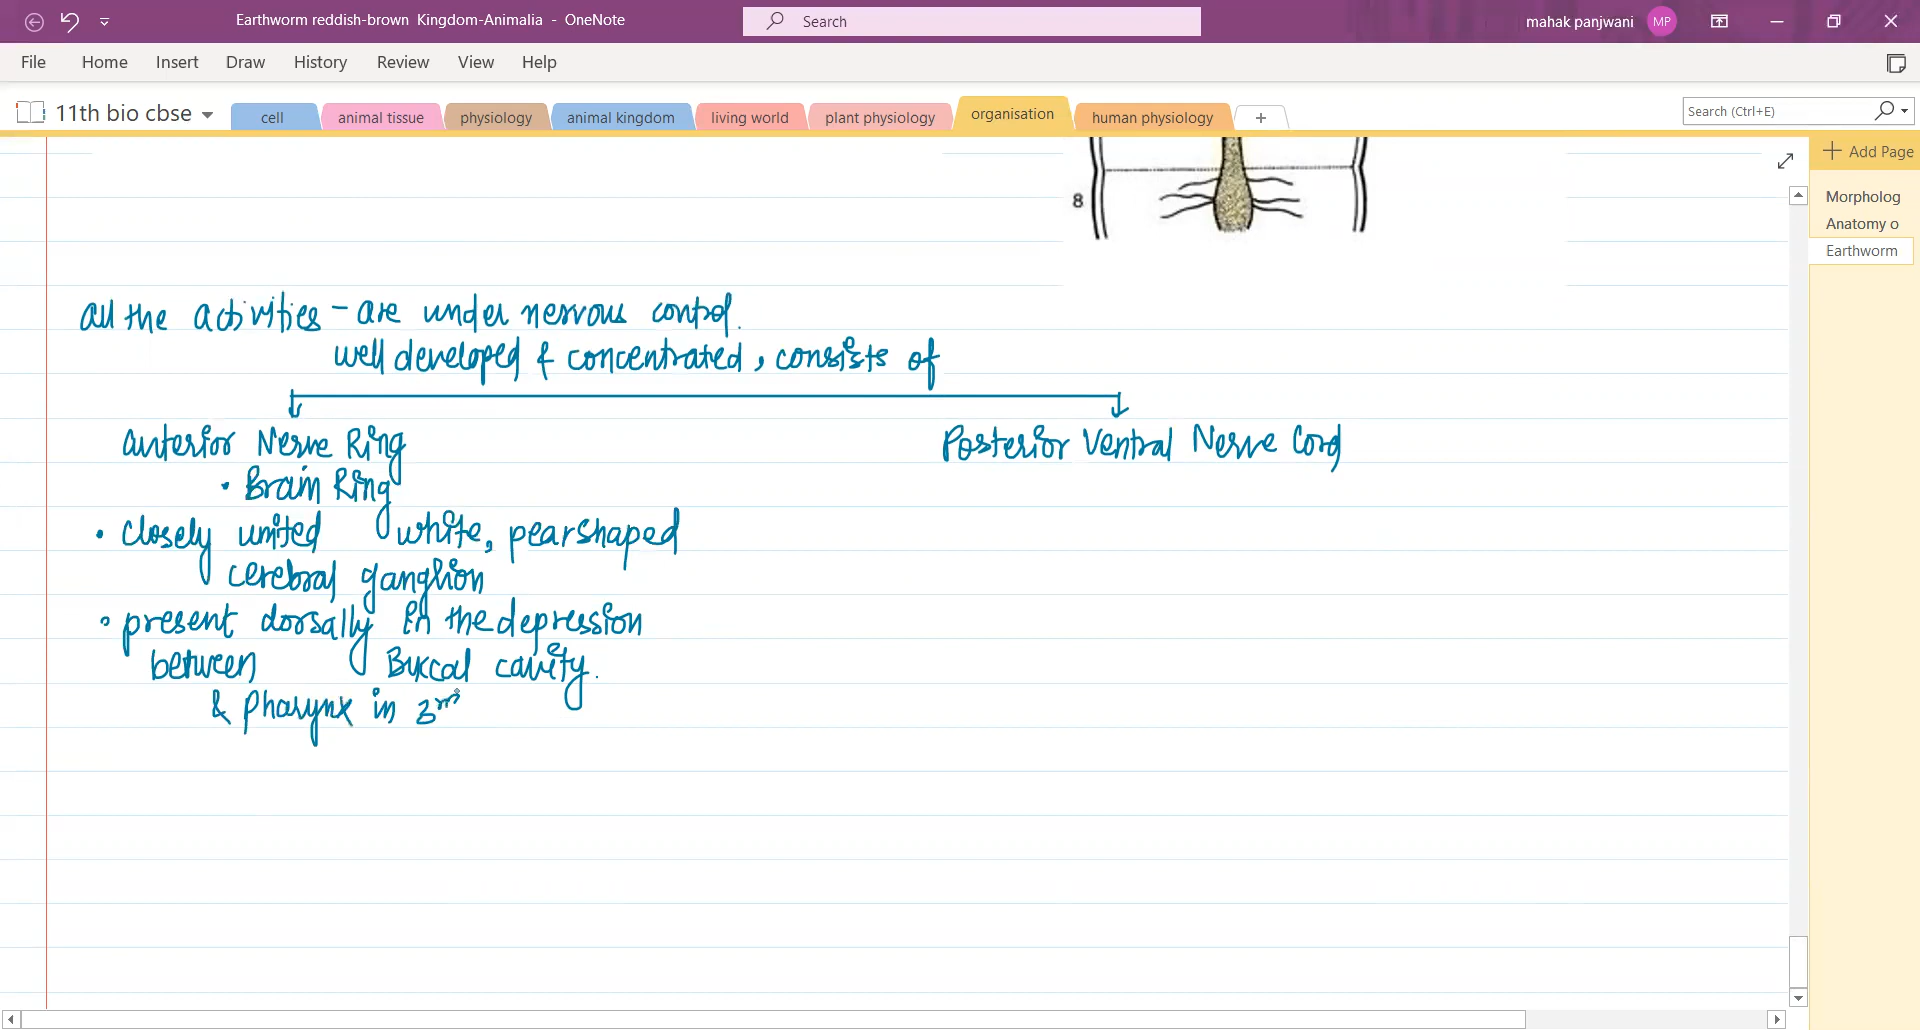 Earthworm reddish-brown Kingdom-Animalia - OneNote
Search
mahak panjwani MP
File Home Insert Draw History Review View Help
11th bio cbse
cell animal tissue physiology animal kingdom living world plant physiology organisation human physiology
Search (Ctrl+E)
Add Page
Morpholog
Anatomy o
Earthworm
8
All the activities - are under nervous control.
well developed & concentrated, consists of
Anterior Nerve Ring
Posterior Ventral Nerve Cord
• Brain Ring
• closely united white, pearshaped
cerebral ganglion
• present dorsally in the depression
between Buccal cavity.
& Pharynx in 3